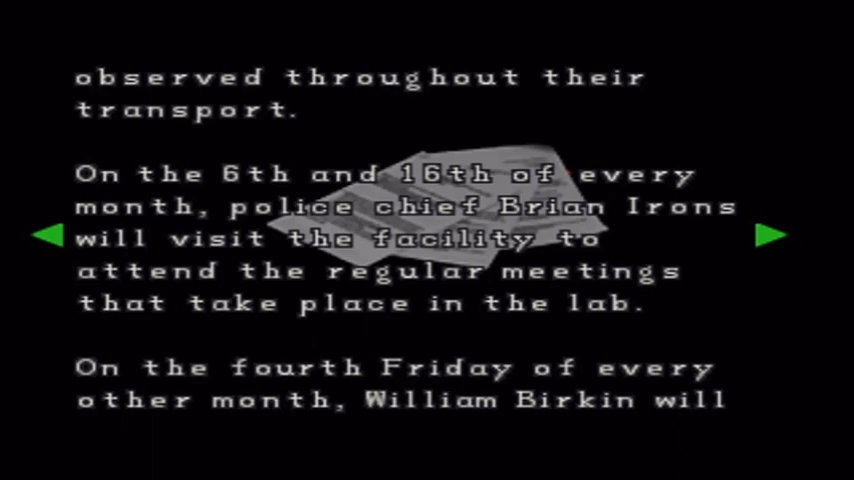 observed throughout their
transport.
On the 6th and 16th of every
month, police chief Brian Irons
will visit the facility to
attend the regular meetings
that take place in the lab.
On the fourth Friday of every
other month, William Birkin will